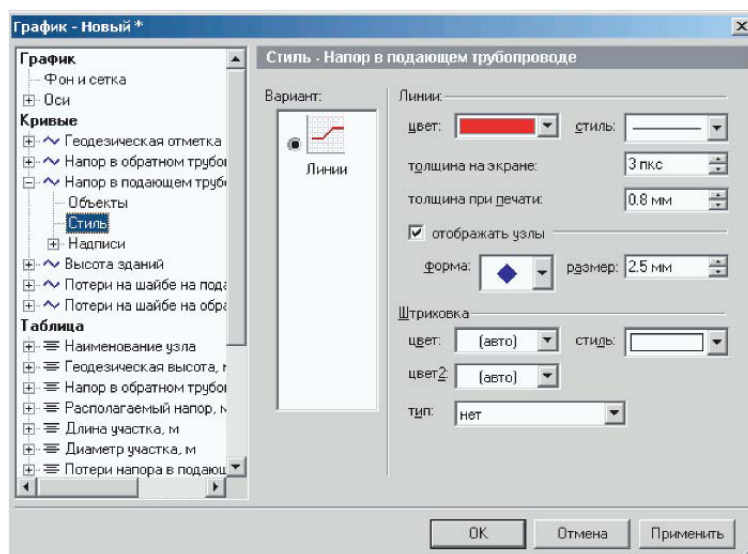 График - Новый *
График
Фон и сетка
Оси
Кривые
Геодезическая отметка
Напор в обратном трубо
Напор в подающем труб
Объекты
Стиль
Надписи
Высота зданий
Потери на шайбе на пода
Потери на шайбе на обра
Таблица
Наименование узла
Геодезическая высота,
Напор в обратном трубо
Располагаемый напор,
Длина участка, м
Диаметр участка, м
Потери напора в подающ
Стиль - Напор в подающем трубопроводе
Вариант:
Линии
Линии:
цвет:
стиль:
толщина на экране:
3 пкс
толщина при печати:
0.8 мм
отображать узлы
форма:
размер:
2.5 мм
Штриховка
цвет:
(авто)
стиль:
цвет2:
(авто)
тип:
нет
OK
Отмена
Применить